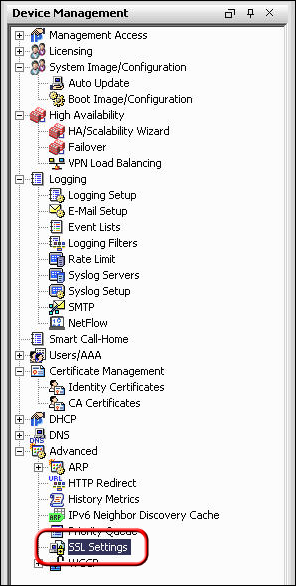 Device Management
Management Access
Licensing
System Image/Configuration
Auto Update
Boot Image/Configuration
High Availability
HA/Scalability Wizard
Failover
VPN Load Balancing
Logging
Logging Setup
E-Mail Setup
Event Lists
Logging Filters
Rate Limit
Syslog Servers
Syslog Setup
SMTP
NetFlow
Smart Call-Home
Users/AAA
Certificate Management
Identity Certificates
CA Certificates
DHCP
DNS DNS
Advanced
ARP
URL HTTP Redirect
History Metrics
ARP IPv6 Neighbor Discovery Cache
Priority Queue
SSL Settings
WCCP